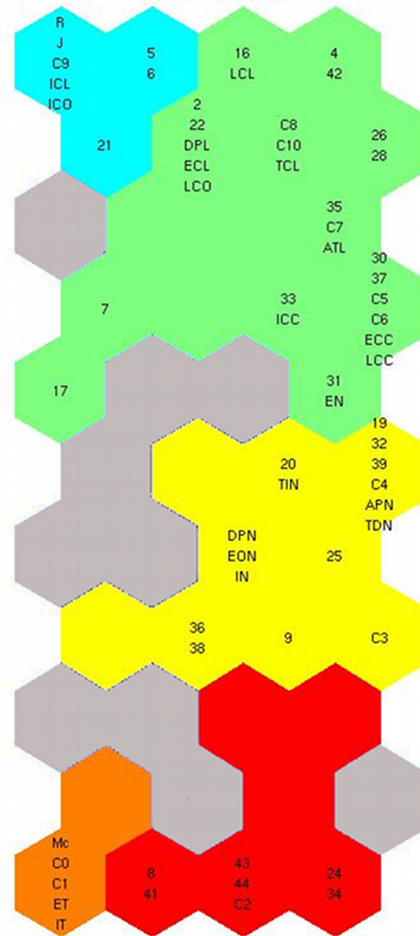 R
J
C9
ICL
ICO
5
6
16
LCL
4
42
21
2
22
DPL
ECL
LCO
C8
C10
TCL
26
28
35
C7
ATL
7
33
ICC
30
37
C5
C6
ECC
LCC
17
31
EN
20
TIN
19
32
39
C4
APN
TDN
DPN
EON
IN
25
36
38
9
C3
Mc
C0
C1
ET
IT
8
41
43
44
C2
24
34